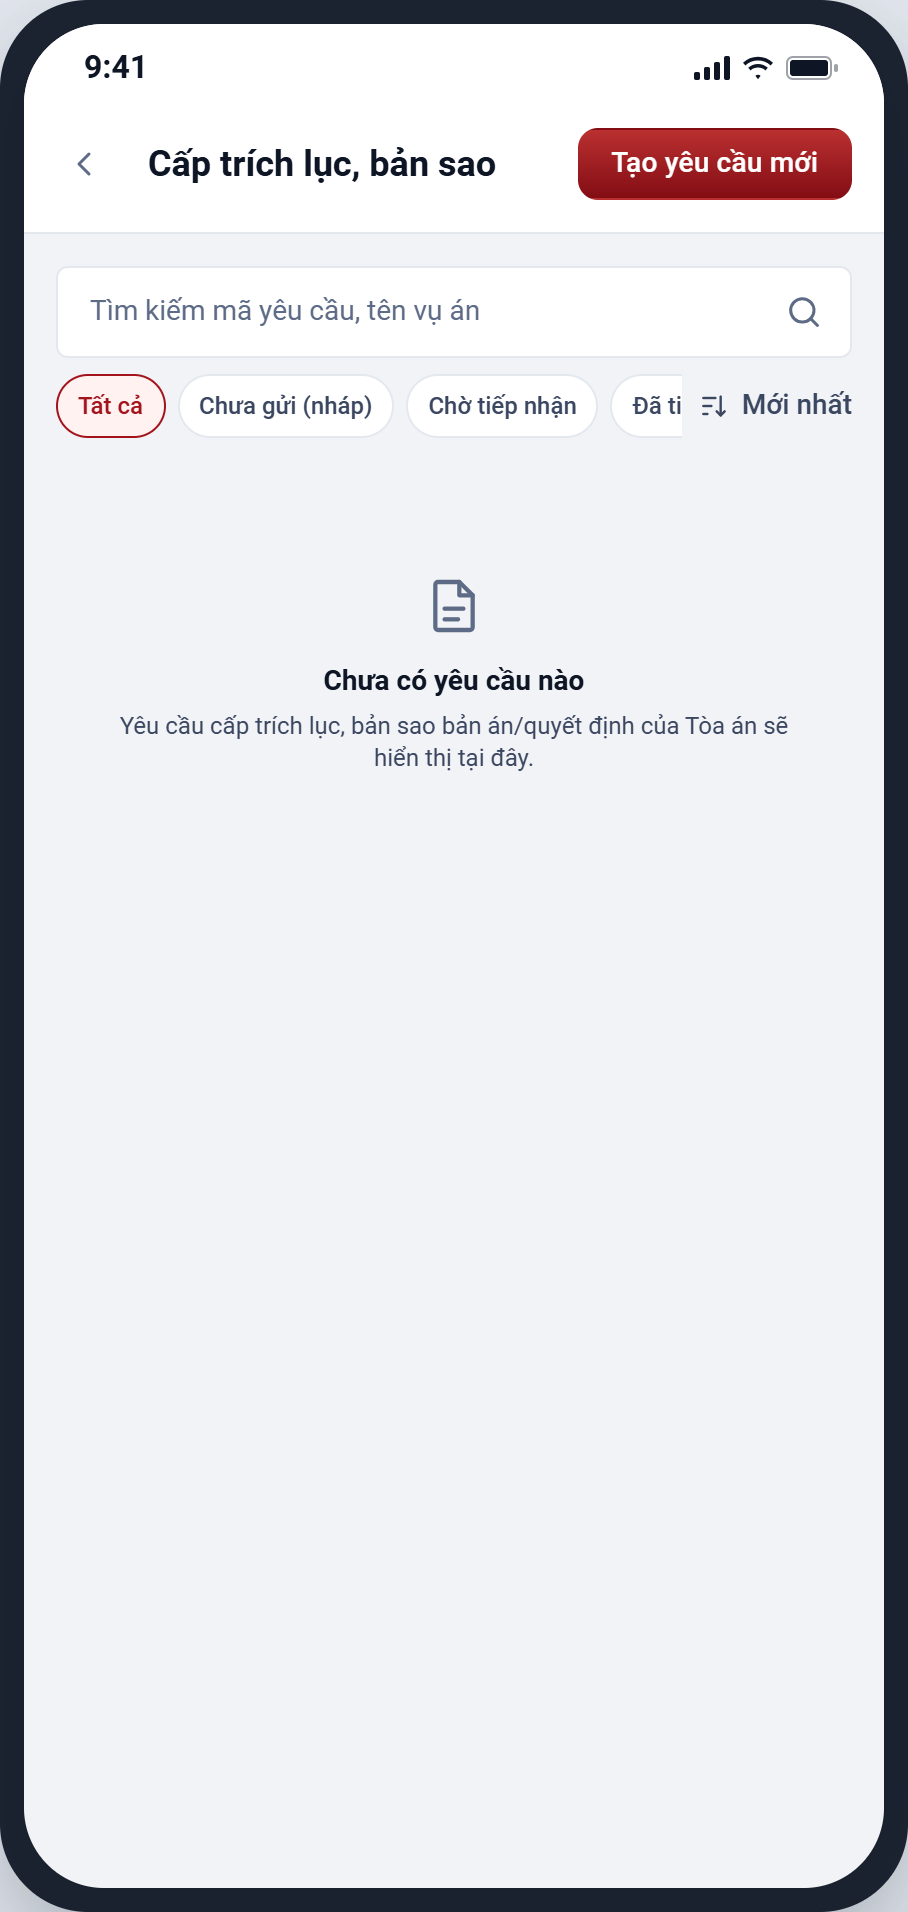 9:41
Cấp trích lục, bản sao
Tạo yêu cầu mới
Tìm kiếm mã yêu cầu, tên vụ án
Tất cả
Chưa gửi (nháp)
Chờ tiếp nhận
Đã ti
Mới nhất
Chưa có yêu cầu nào
Yêu cầu cấp trích lục, bản sao bản án/quyết định của Tòa án sẽ
hiển thị tại đây.